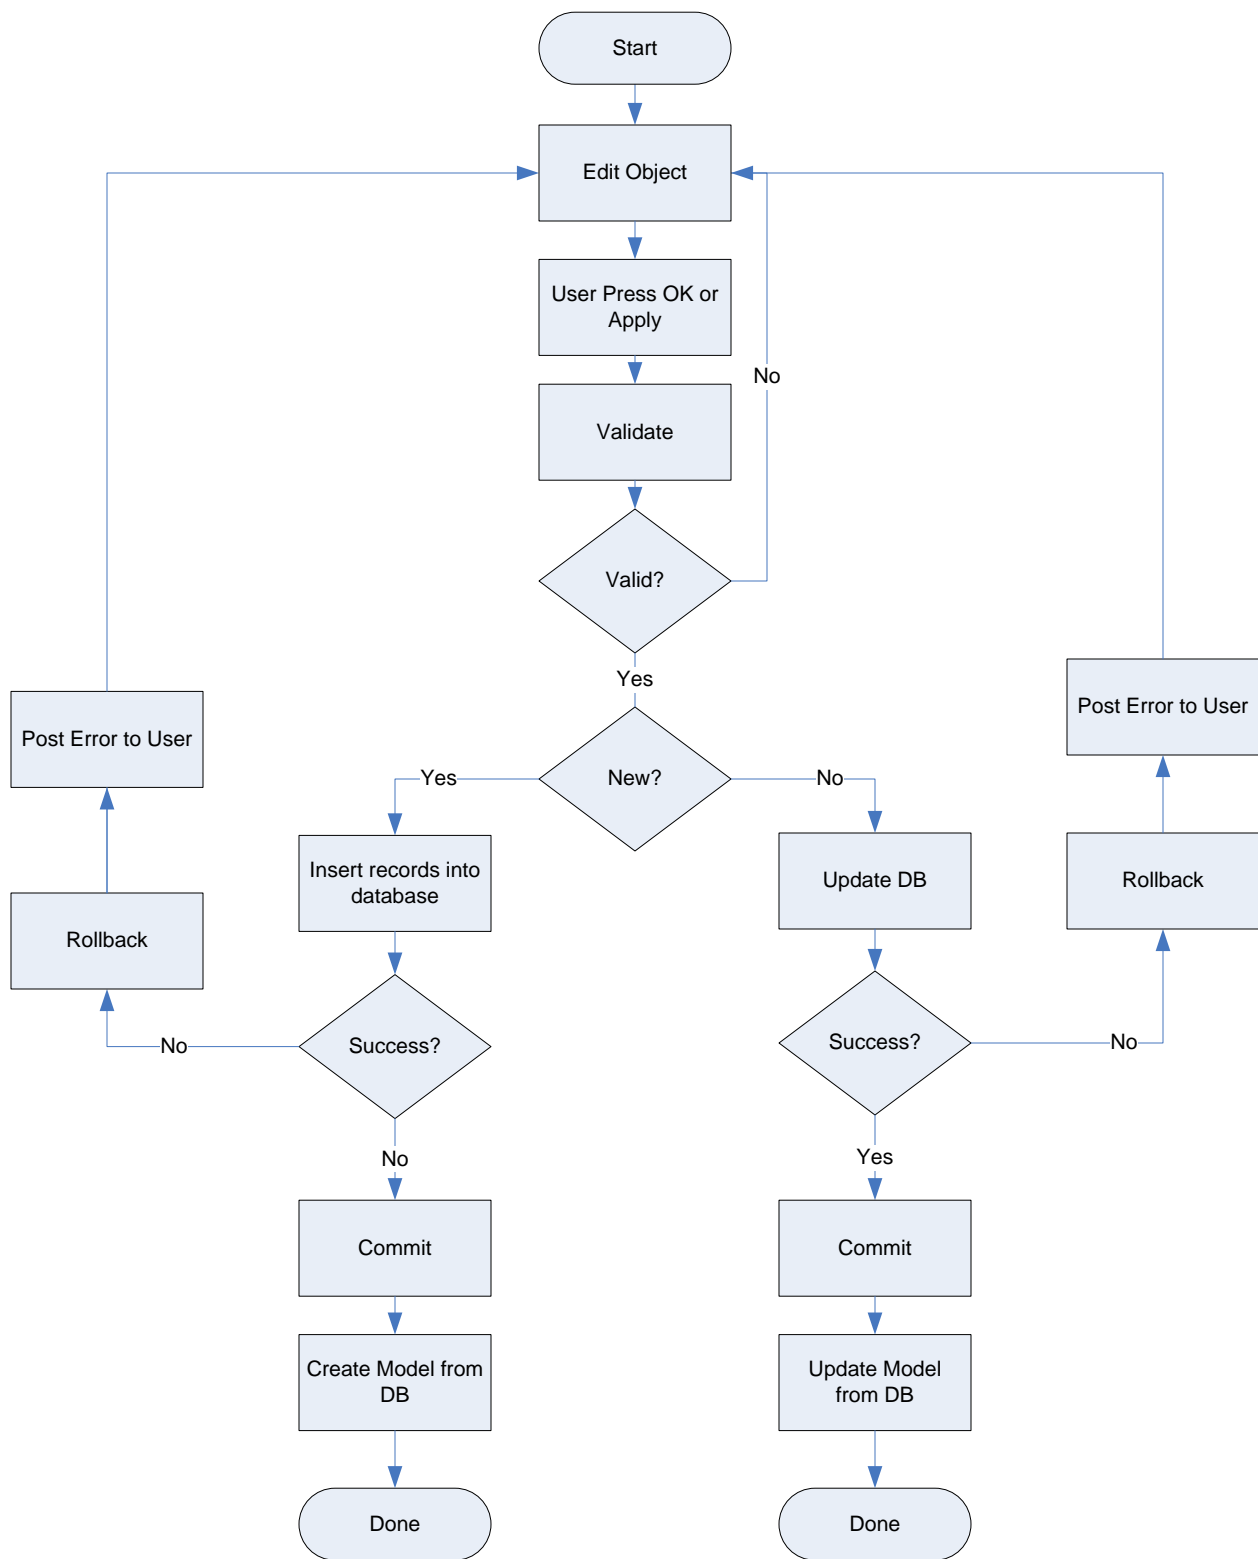 Start
Edit Object
User Press OK or
Apply
No
Validate
Valid?
Yes
Post Error to User
Post Error to User
Yes
New?
No
Insert records into
database
Update DB
Rollback
Rollback
No
Success?
Success?
No
No
Yes
Commit
Commit
Create Model from
DB
Update Model
from DB
Done
Done